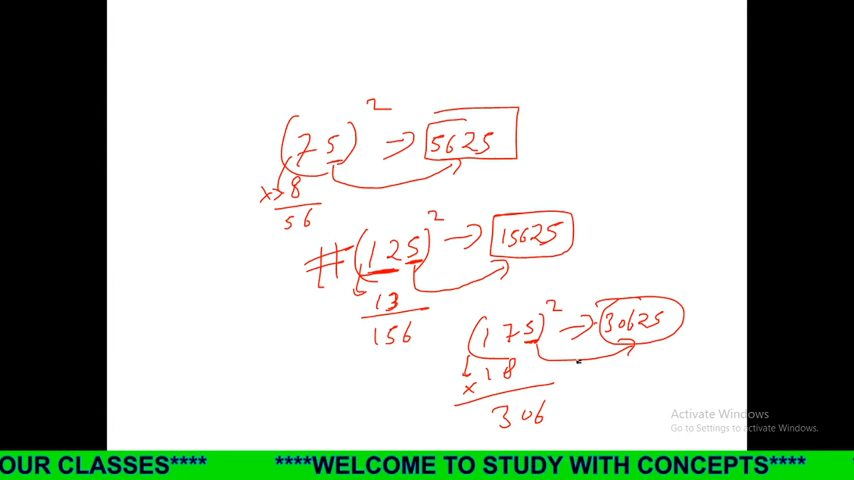 (75)² → 5625
×8
56
# (125)² → 15625
13
156
(175)² → 30625
×18
306
Activate Windows
Go to Settings to activate Windows.
OUR CLASSES**** ****WELCOME TO STUDY WITH CONCEPTS****